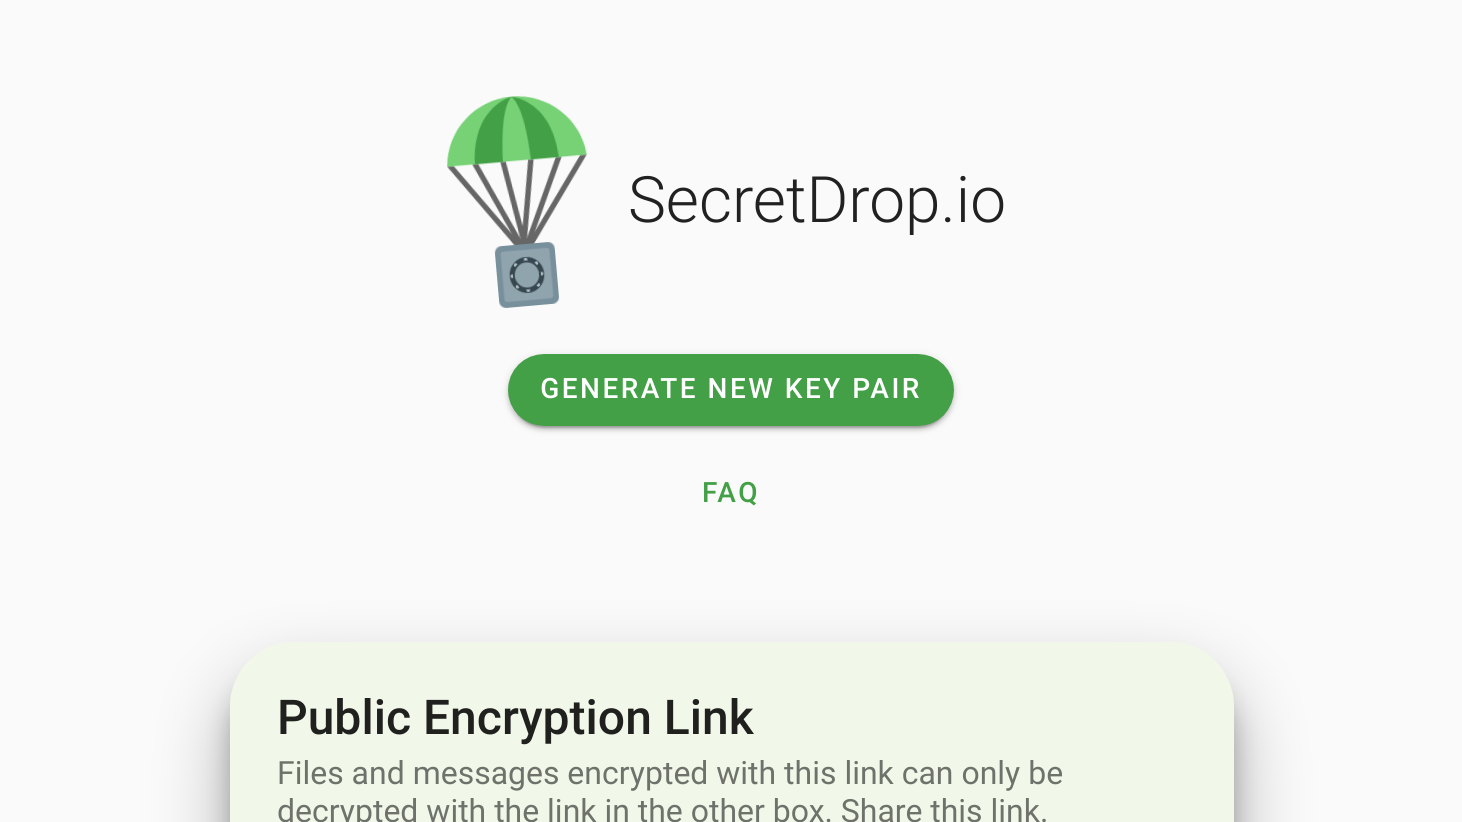 SecretDrop.io
GENERATE NEW KEY PAIR
FAQ
Public Encryption Link
Files and messages encrypted with this link can only be
decrypted with the link in the other box. Share this link.